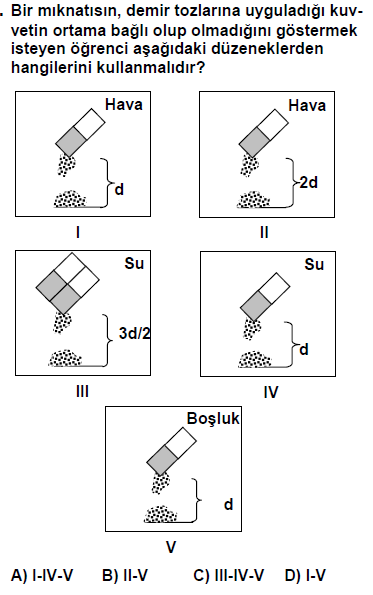 . Bir mıknatısın, demir tozlarına uyguladığı kuv-
vetin ortama bağlı olup olmadığını göstermek
isteyen öğrenci aşağıdaki düzeneklerden
hangilerini kullanmalıdır?
Hava
d
I
Hava
2d
II
Su
3d/2
III
Su
d
IV
Boşluk
d
V
A) I-IV-V B) II-V C) III-IV-V D) I-V